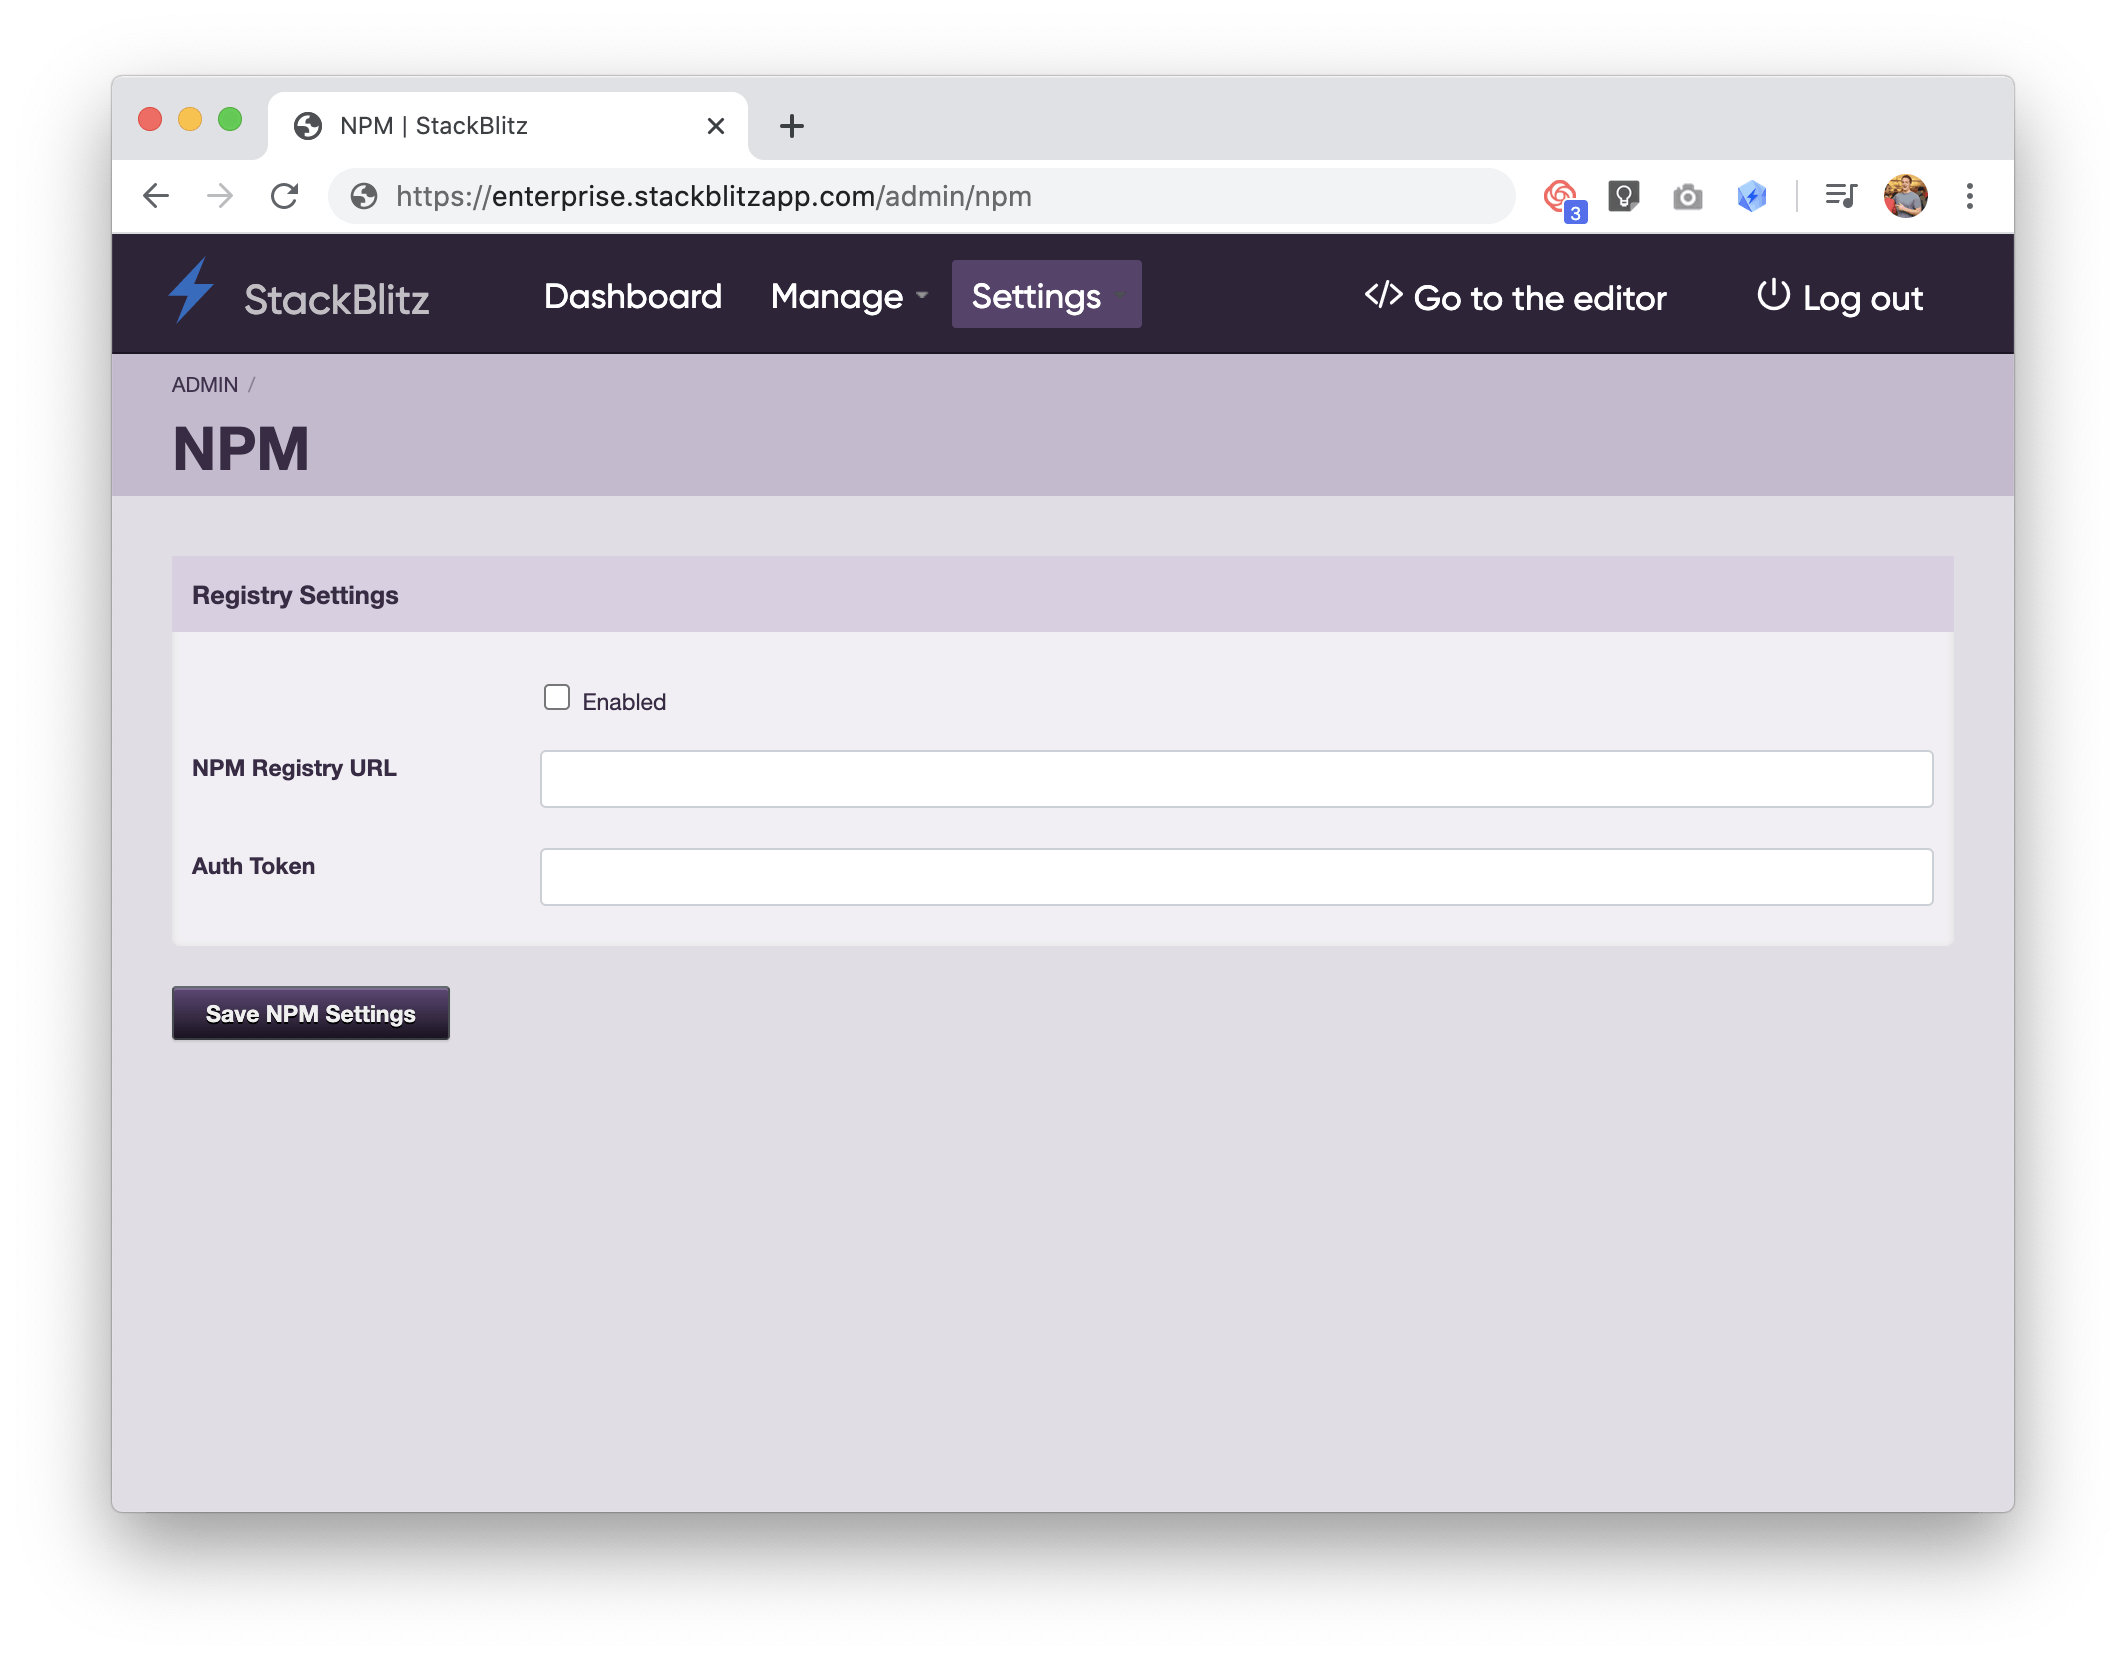 NPM | StackBlitz
https://enterprise.stackblitzapp.com/admin/npm
3
StackBlitz Dashboard Manage Settings </> Go to the editor Log out
ADMIN /
NPM
Registry Settings
Enabled
NPM Registry URL
Auth Token
Save NPM Settings